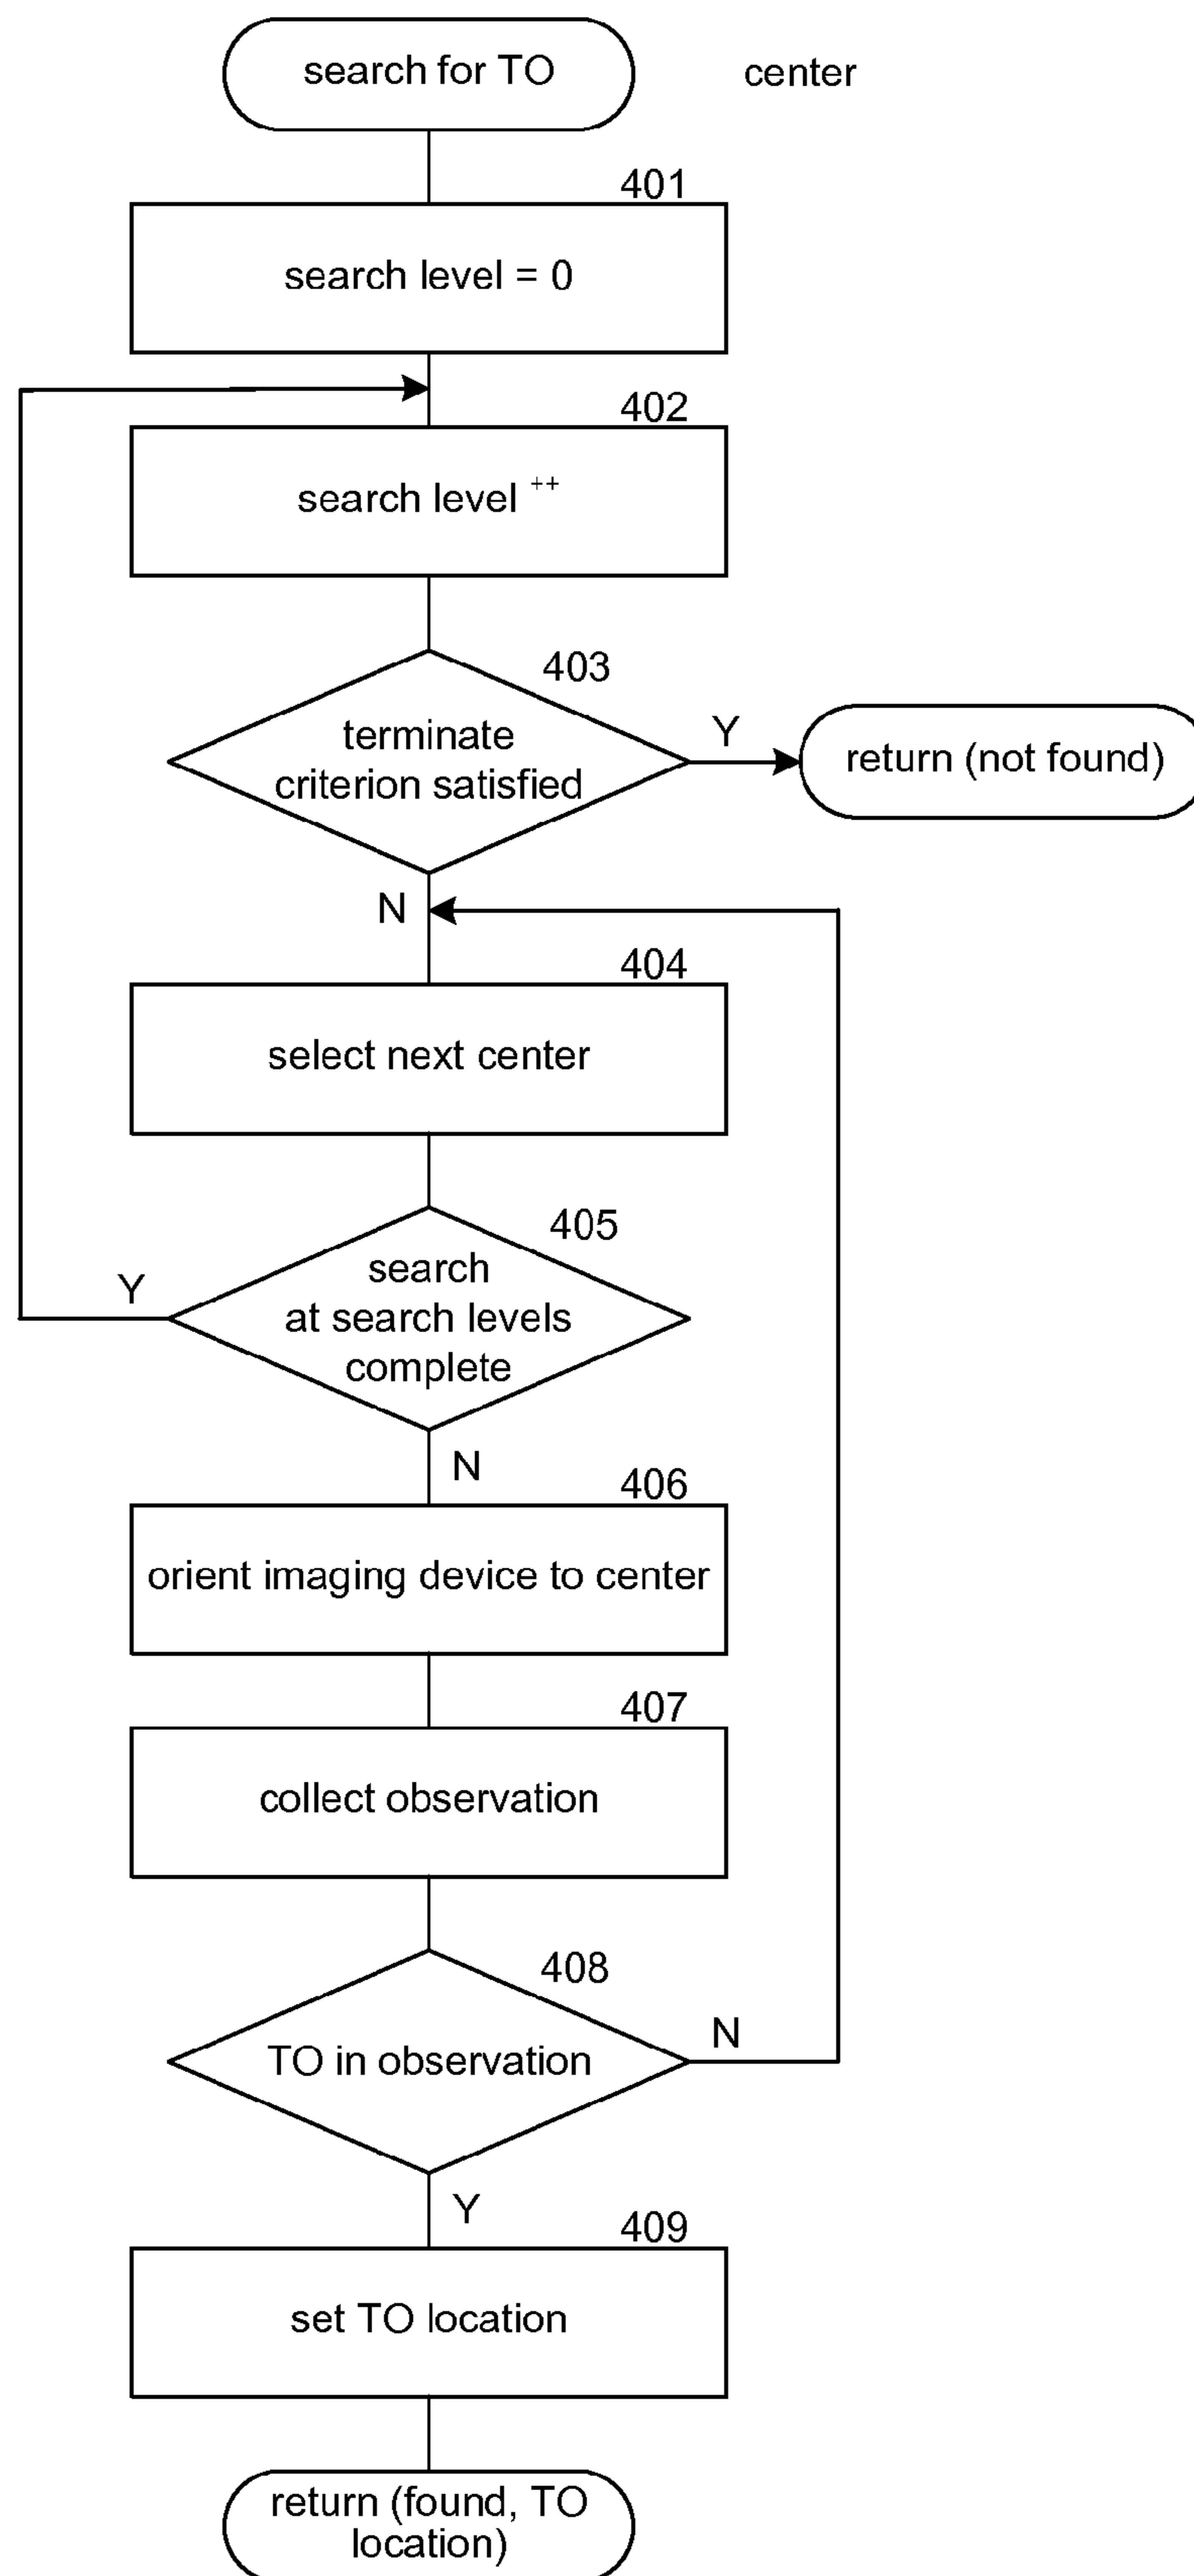 search for TO
center
401
search level = 0
402
search level ++
403
terminate
criterion satisfied
Y
return (not found)
N
404
select next center
405
search
at search levels
complete
Y
N
406
orient imaging device to center
407
collect observation
408
TO in observation
N
Y
409
set TO location
return (found, TO
location)